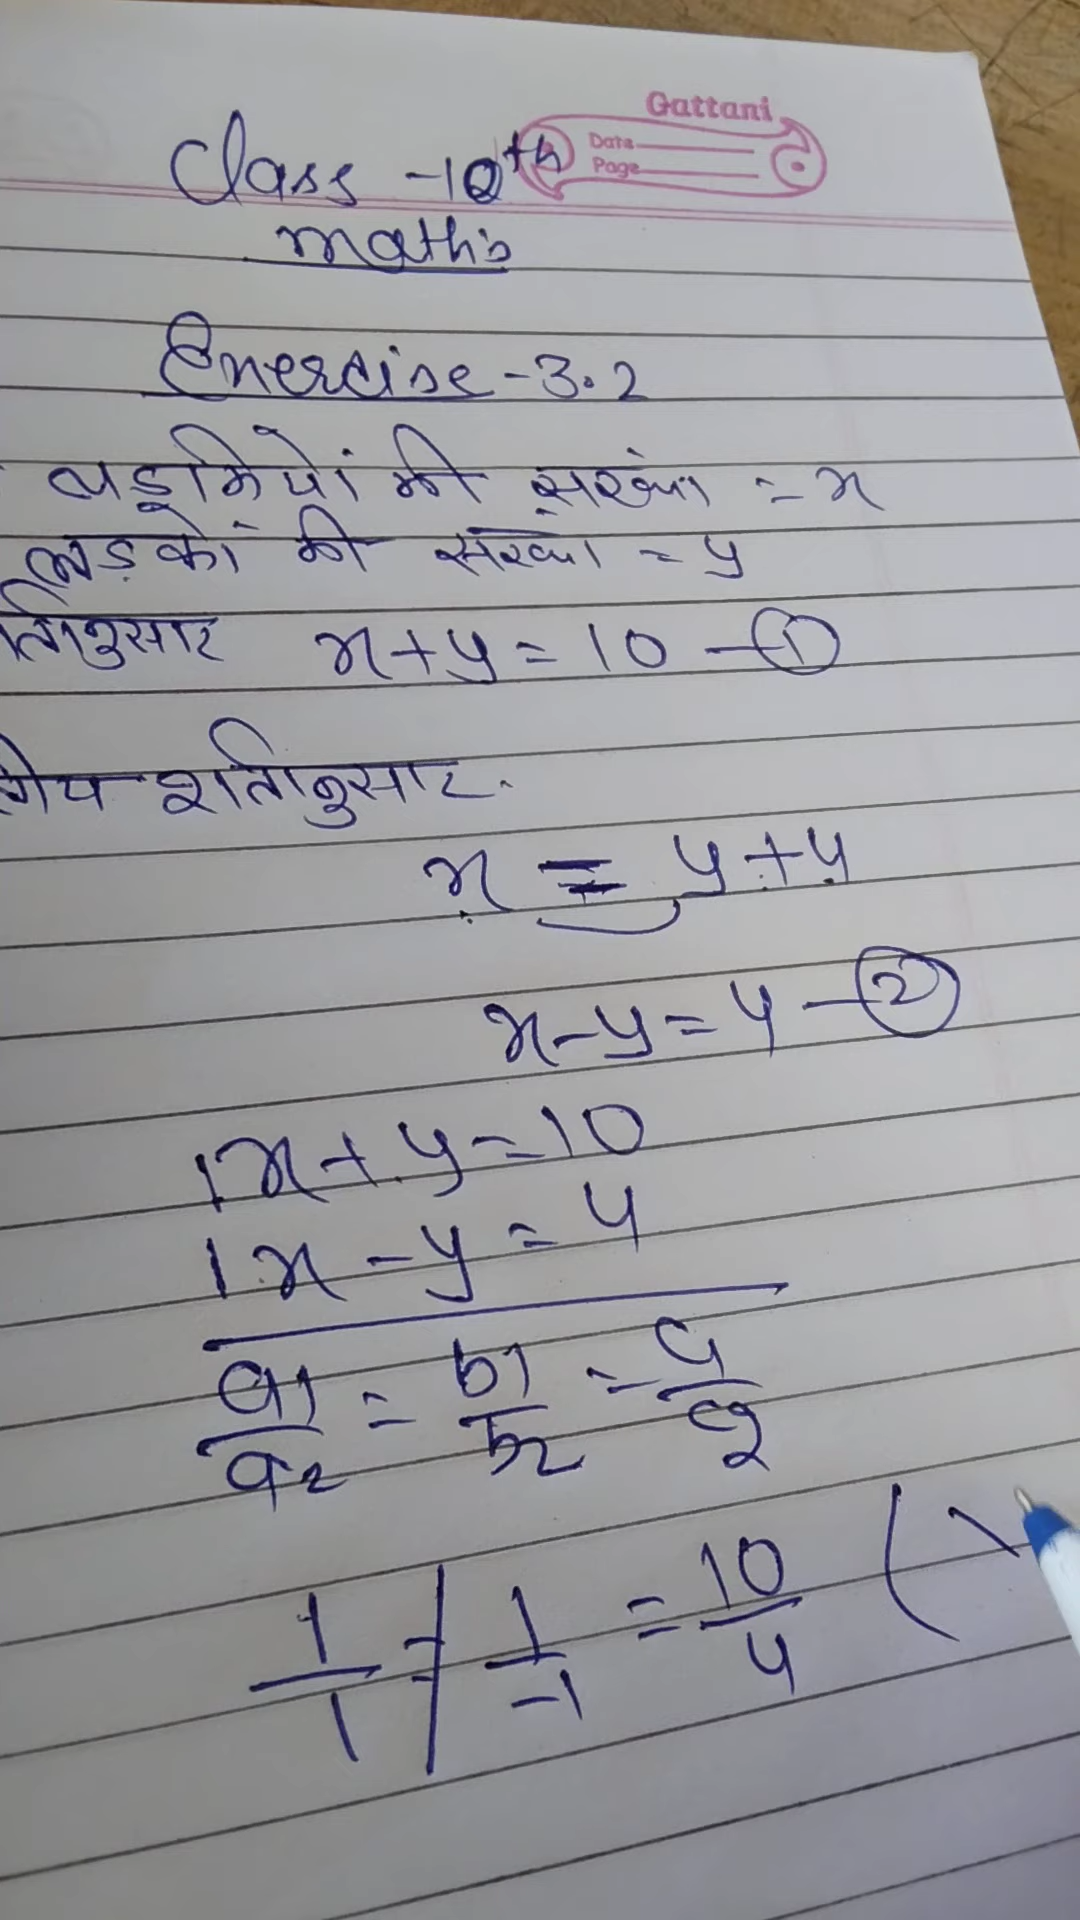 Gattani
Date
Page
Class -10th
maths
Exercise-3.2
लड़कियों की संख्या = x
लड़कों की संख्या = y
र्तानुसार x+y=10 -①
शर्तानुसार.
x = y+4
x-y=4-②
1x+y=10
1x-y=4
a1/a2 = b1/b2 = c1/c2
1/1 ≠ 1/-1 = 10/4 (